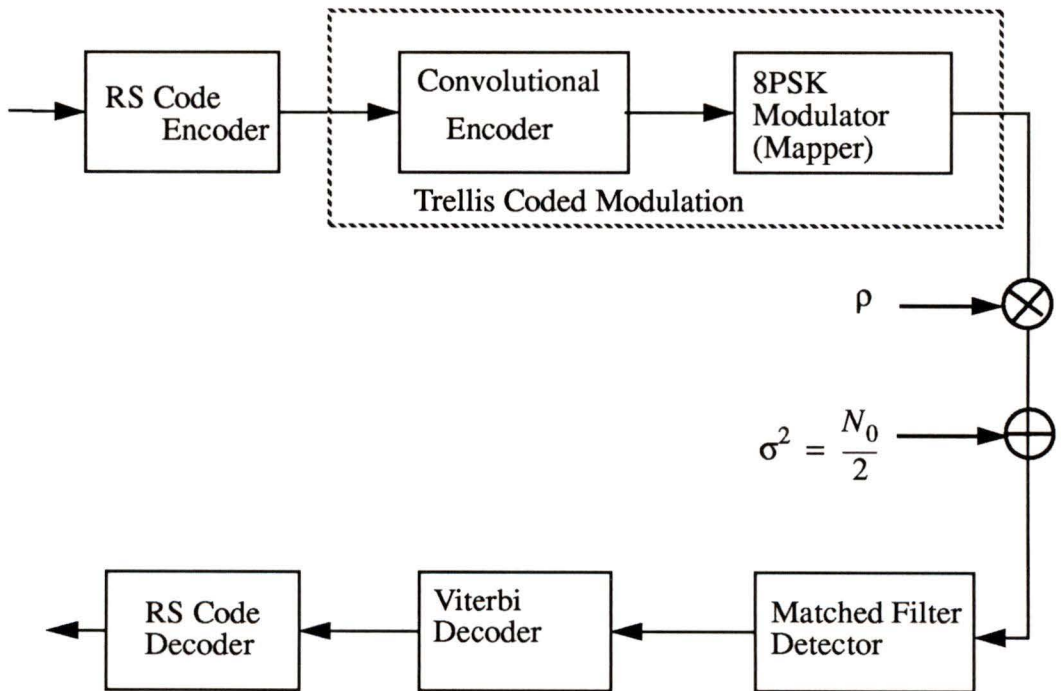 RS Code
Encoder
Convolutional
Encoder
8PSK
Modulator
(Mapper)
Trellis Coded Modulation
ρ
σ² = N₀/2
RS Code
Decoder
Viterbi
Decoder
Matched Filter
Detector